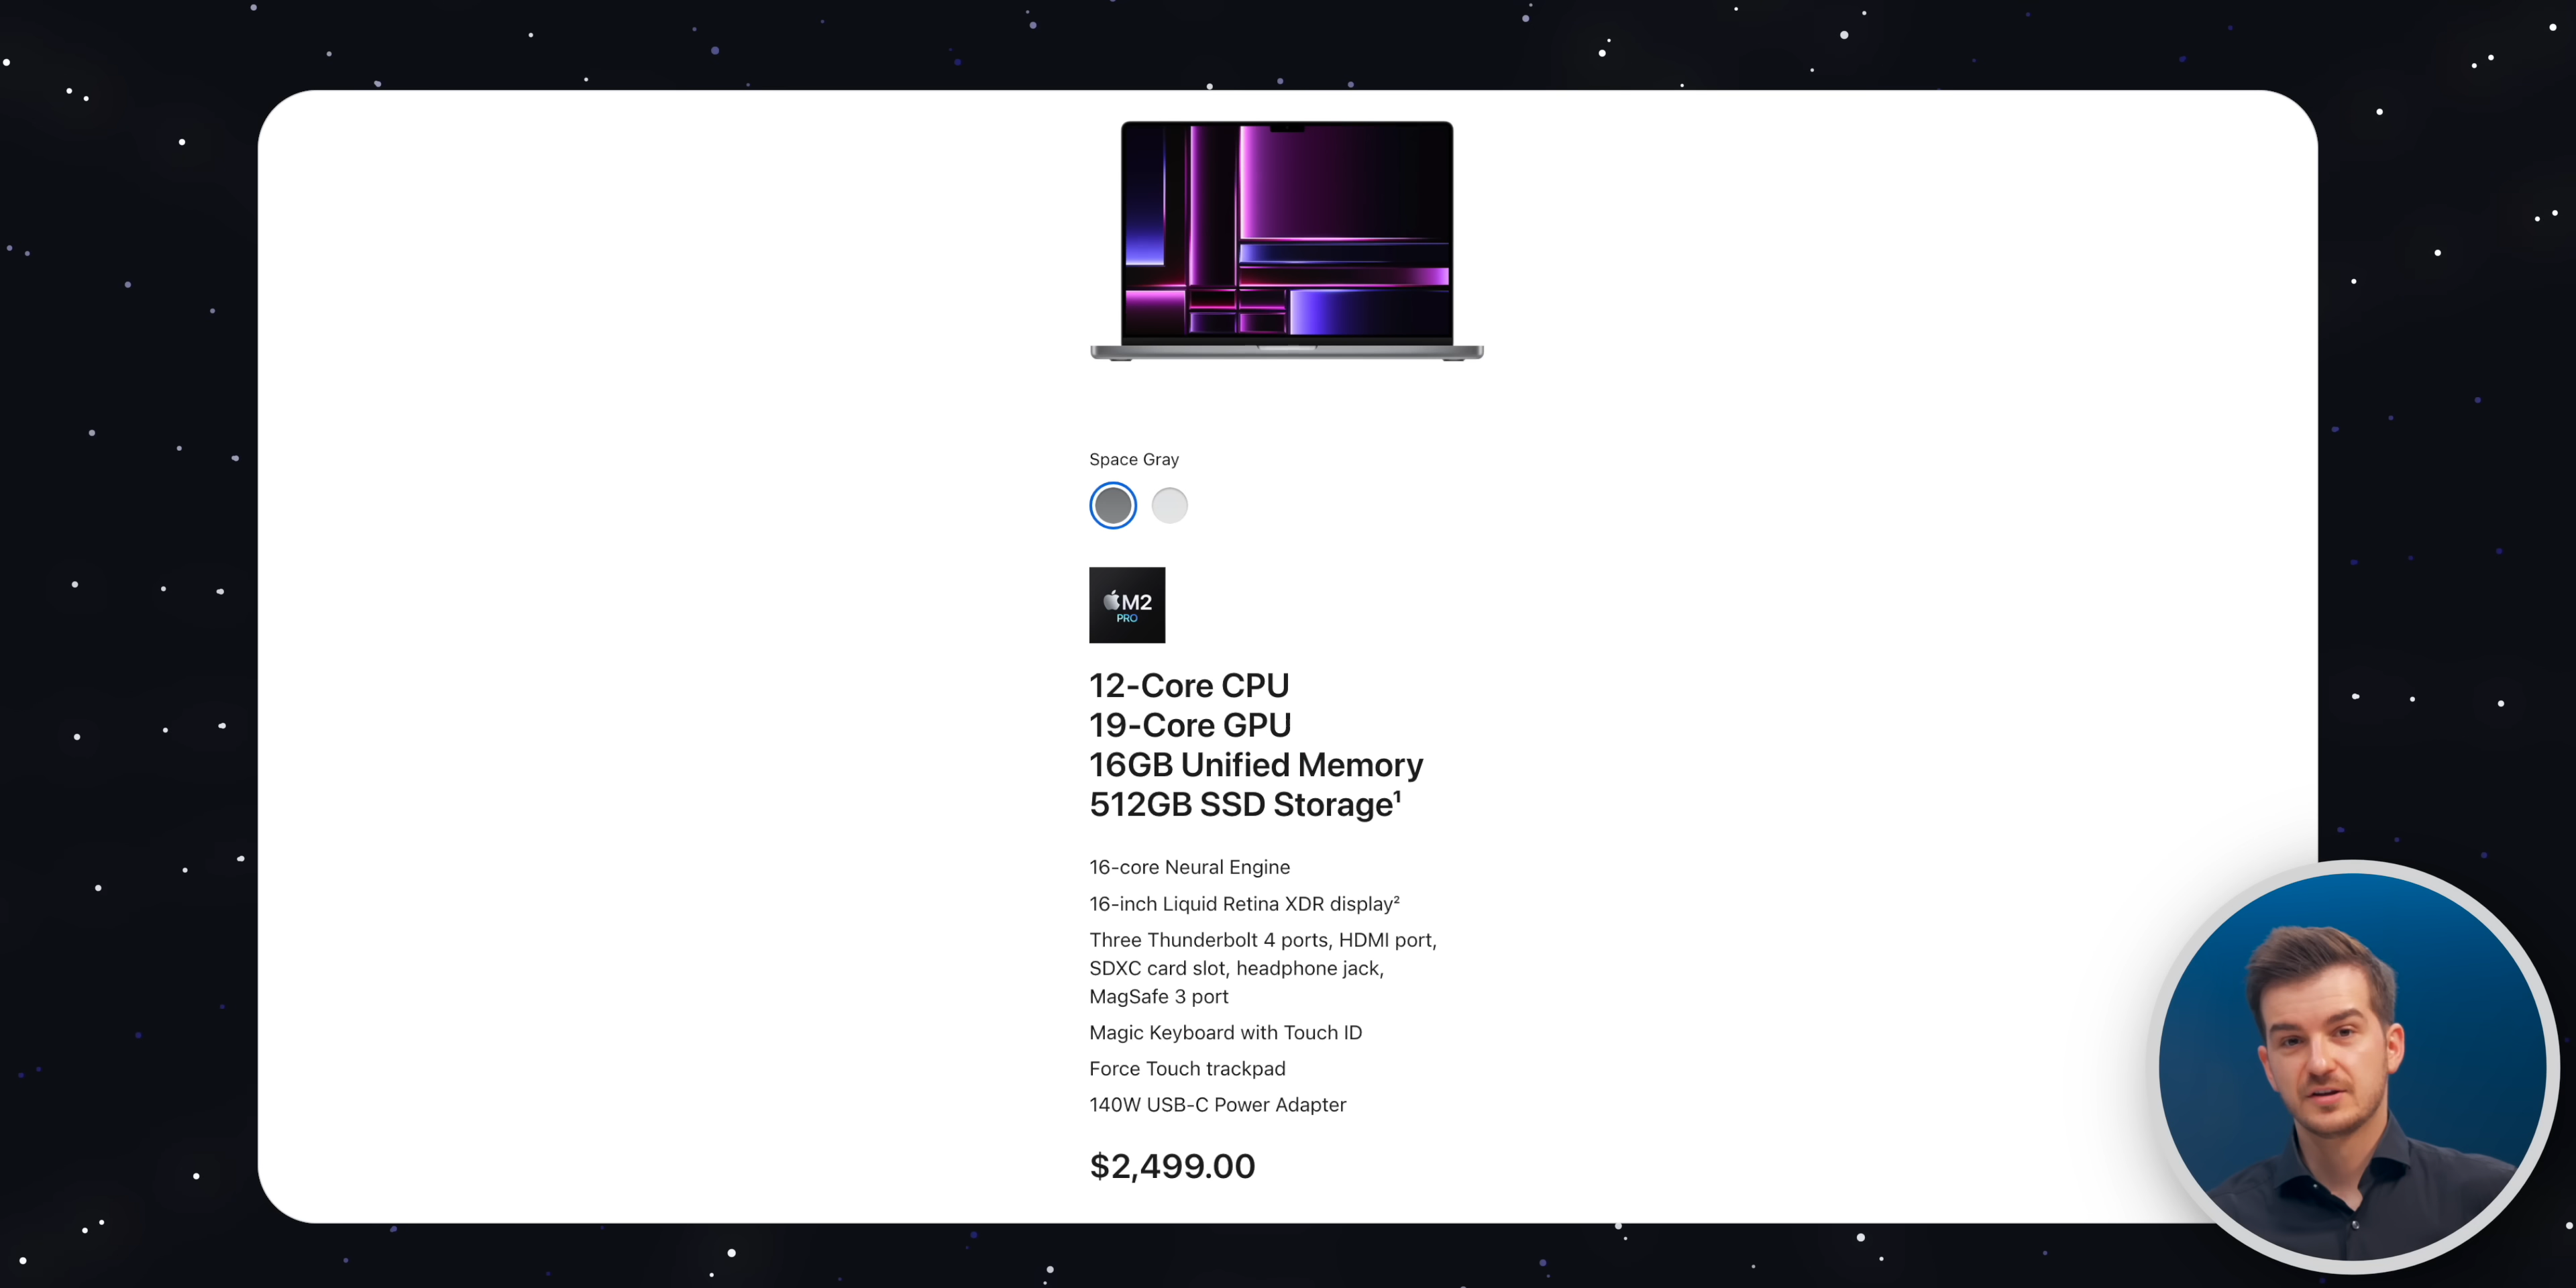 Space Gray
M2
PRO
12-Core CPU
19-Core GPU
16GB Unified Memory
512GB SSD Storage¹
16-core Neural Engine
16-inch Liquid Retina XDR display²
Three Thunderbolt 4 ports, HDMI port,
SDXC card slot, headphone jack,
MagSafe 3 port
Magic Keyboard with Touch ID
Force Touch trackpad
140W USB-C Power Adapter
$2,499.00